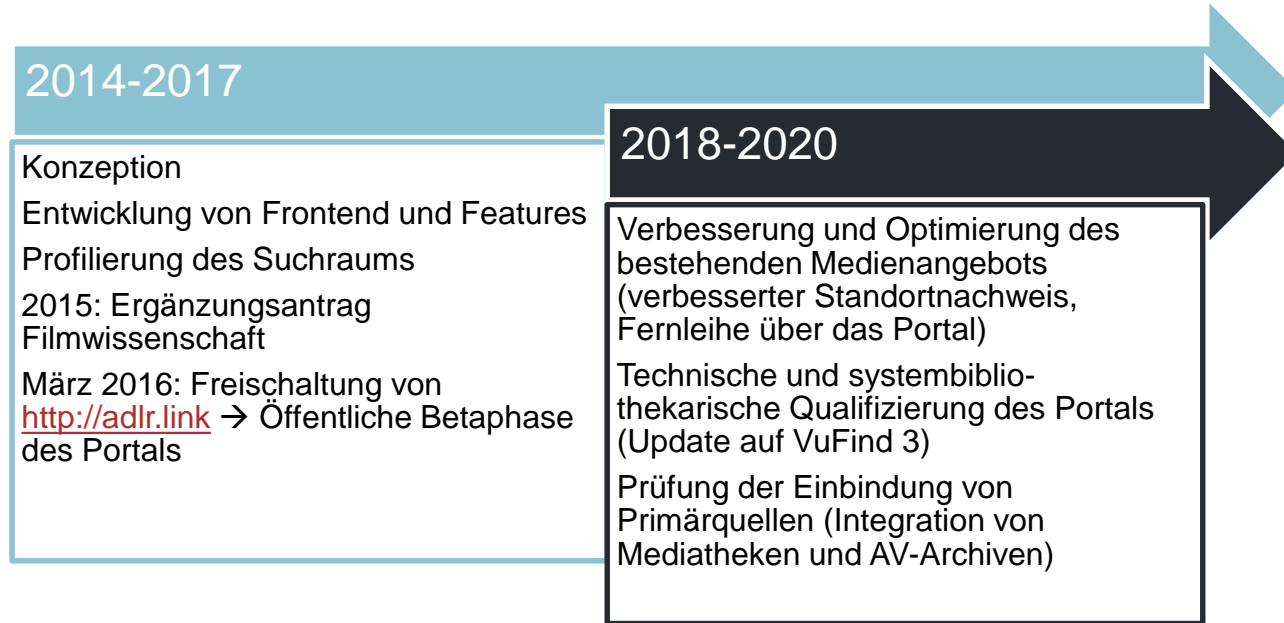 2014-2017
Konzeption
Entwicklung von Frontend und Features
Profilierung des Suchraums
2015: Ergänzungsantrag
Filmwissenschaft
März 2016: Freischaltung von
http://adlr.link → Öffentliche Betaphase
des Portals
2018-2020
Verbesserung und Optimierung des
bestehenden Medienangebots
(verbesserter Standortnachweis,
Fernleihe über das Portal)
Technische und systembiblio-
thekarische Qualifizierung des Portals
(Update auf VuFind 3)
Prüfung der Einbindung von
Primärquellen (Integration von
Mediatheken und AV-Archiven)